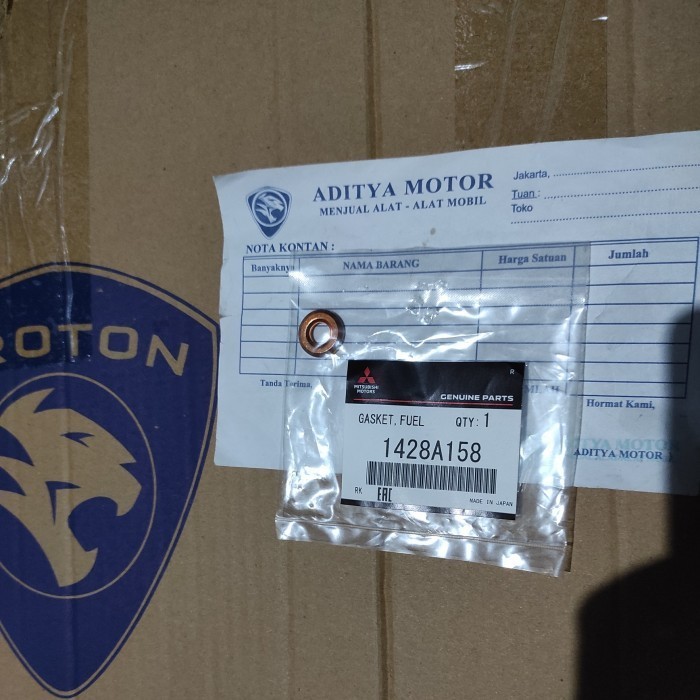 ADITYA MOTOR
MENJUAL ALAT - ALAT MOBIL
Jakarta,
Tuan :
Toko
NOTA KONTAN :
Banyaknya
NAMA BARANG
Harga Satuan
Jumlah
Tanda Terima,
Hormat Kami,
ADITYA MOTOR
ROTON
MITSUBISHI
MOTORS
R
GENUINE PARTS
GASKET, FUEL QTY: 1
1428A158
RK EAC
MADE IN JAPAN